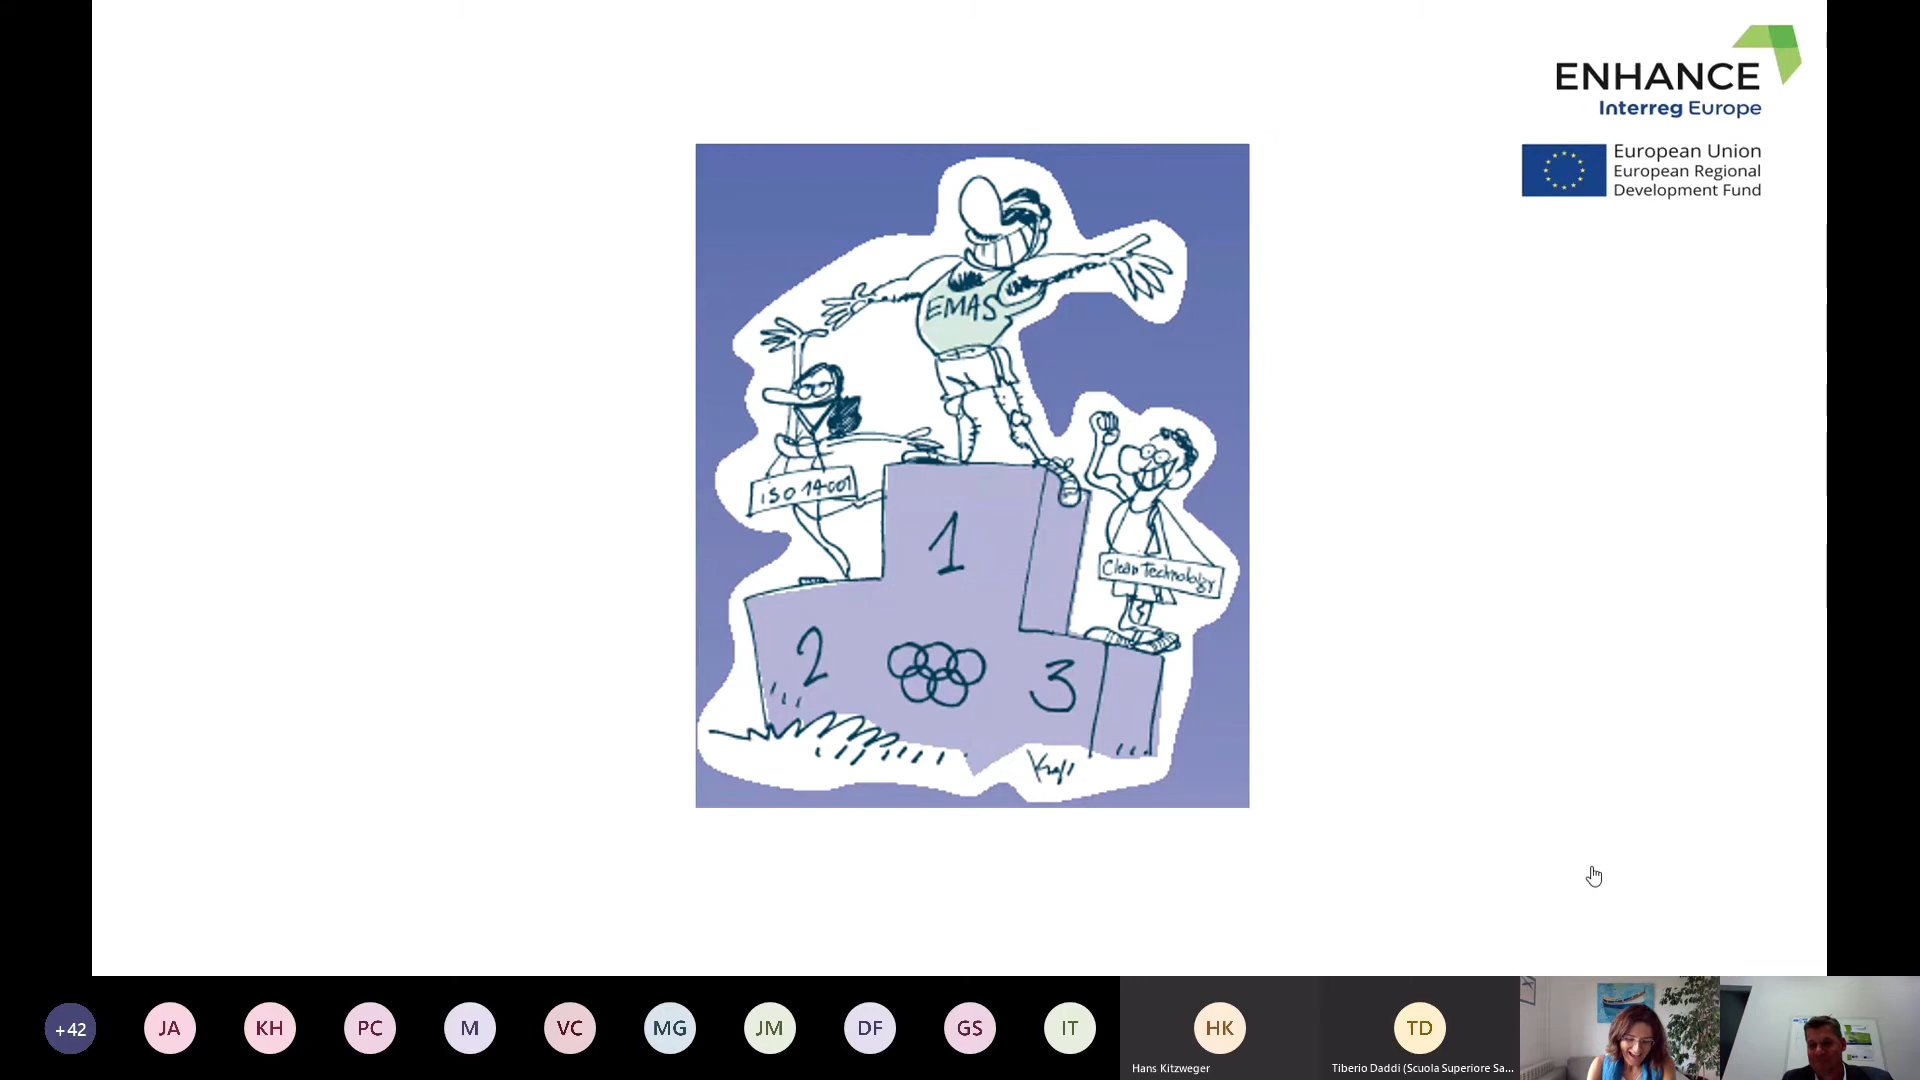 ENHANCE
Interreg Europe
European Union
European Regional
Development Fund
EMAS
iSO 14001
1
Clean Technology
2
3
Kraft
+42
JA
KH
PC
M
VC
MG
JM
DF
GS
IT
HK
TD
Hans Kitzweger
Tiberio Daddi (Scuola Superiore Sa...